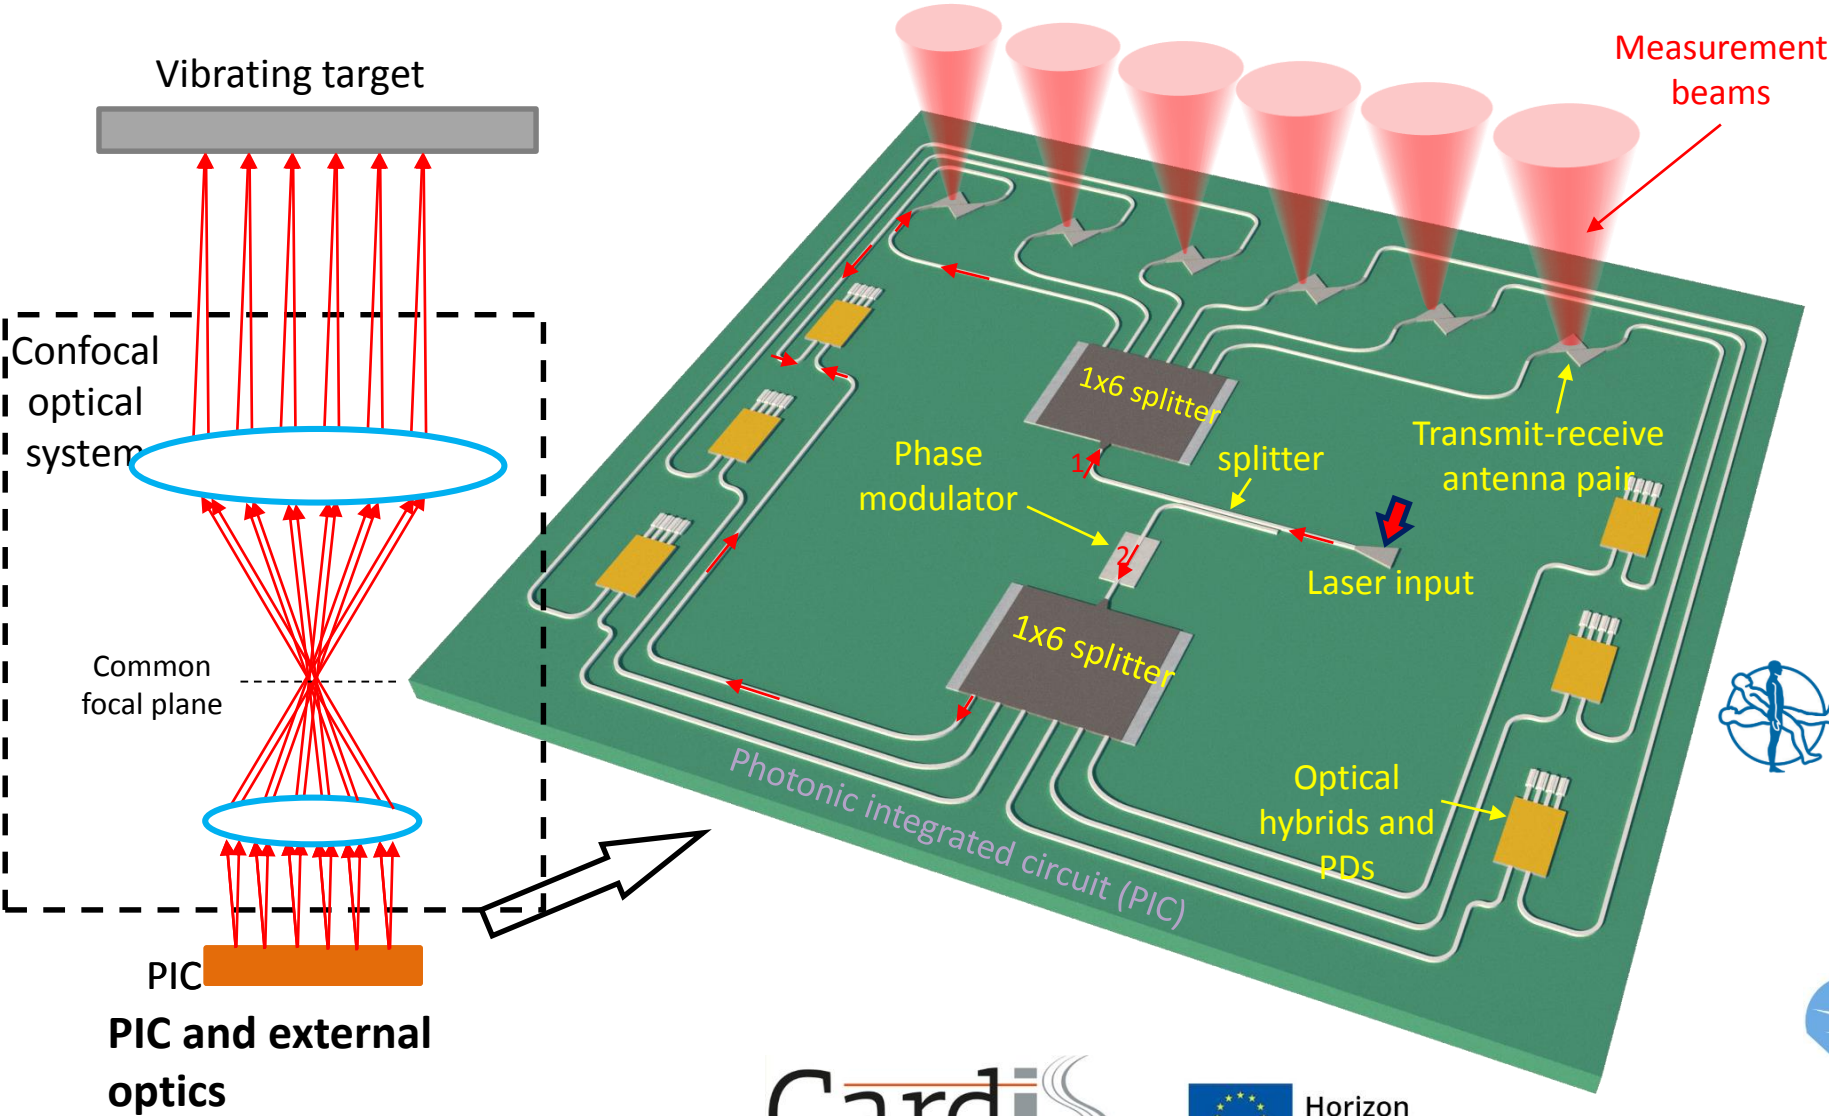 Vibrating target
Confocal
optical
system
Common
focal plane
PIC
PIC and external
optics
Measurement
beams
1x6 splitter
Phase
modulator
1
splitter
Transmit-receive
antenna pair
2
Laser input
1x6 splitter
Optical
hybrids and
PDs
Photonic integrated circuit (PIC)
CardiS
Horizon